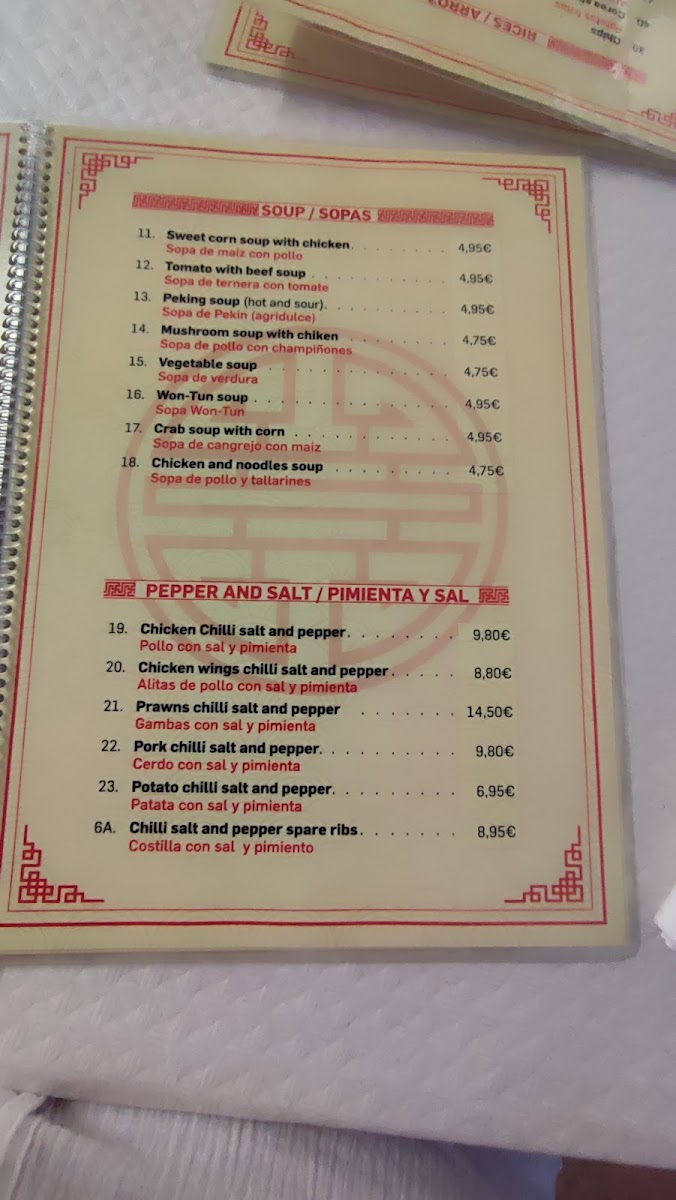 RICES / ARRO
Chips
Patatas fritas
SOUP / SOPAS
11. Sweet corn soup with chicken. . . . . . . . 4,95€
Sopa de maiz con pollo
12. Tomato with beef soup . . . . . . . . . . 4,95€
Sopa de ternera con tomate
13. Peking soup (hot and sour). . . . . . . . . 4,95€
Sopa de Pekin (agridulce)
14. Mushroom soup with chiken . . . . . . . . 4,75€
Sopa de pollo con champiñones
15. Vegetable soup . . . . . . . . . . . . . 4,75€
Sopa de verdura
16. Won-Tun soup . . . . . . . . . . . . . . 4,95€
Sopa Won-Tun
17. Crab soup with corn . . . . . . . . . . . 4,95€
Sopa de cangrejo con maiz
18. Chicken and noodles soup . . . . . . . . . 4,75€
Sopa de pollo y tallarines
PEPPER AND SALT / PIMIENTA Y SAL
19. Chicken Chilli salt and pepper. . . . . . . . 9,80€
Pollo con sal y pimienta
20. Chicken wings chilli salt and pepper . . . . . 8,80€
Alitas de pollo con sal y pimienta
21. Prawns chilli salt and pepper . . . . . . . 14,50€
Gambas con sal y pimienta
22. Pork chilli salt and pepper. . . . . . . . . . 9,80€
Cerdo con sal y pimienta
23. Potato chilli salt and pepper. . . . . . . . . 6,95€
Patata con sal y pimienta
6A. Chilli salt and pepper spare ribs. . . . . . . 8,95€
Costilla con sal y pimiento